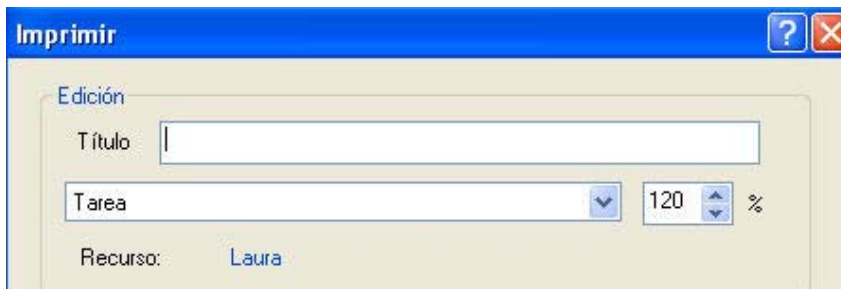 Imprimir
Edición
Título
Tarea 120 %
Recurso: Laura